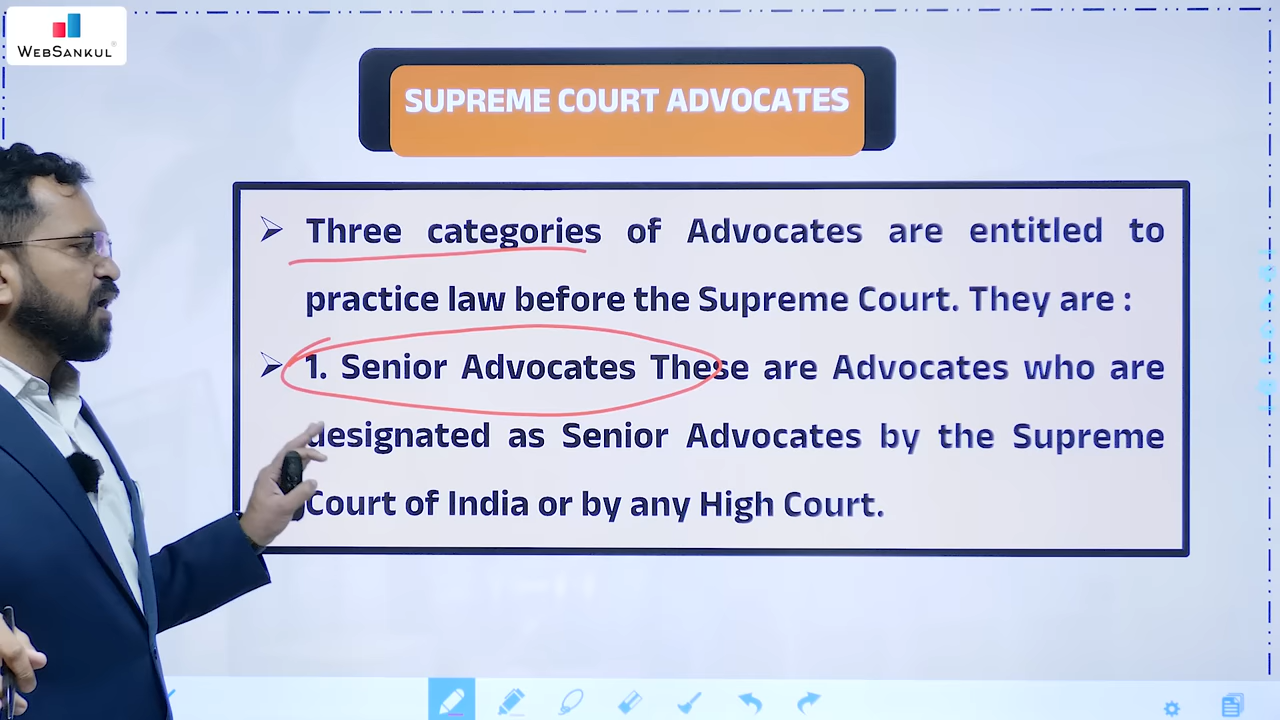 WEBSANKUL
SUPREME COURT ADVOCATES
Three categories of Advocates are entitled to
practice law before the Supreme Court. They are :
1. Senior Advocates These are Advocates who are
designated as Senior Advocates by the Supreme
Court of India or by any High Court.